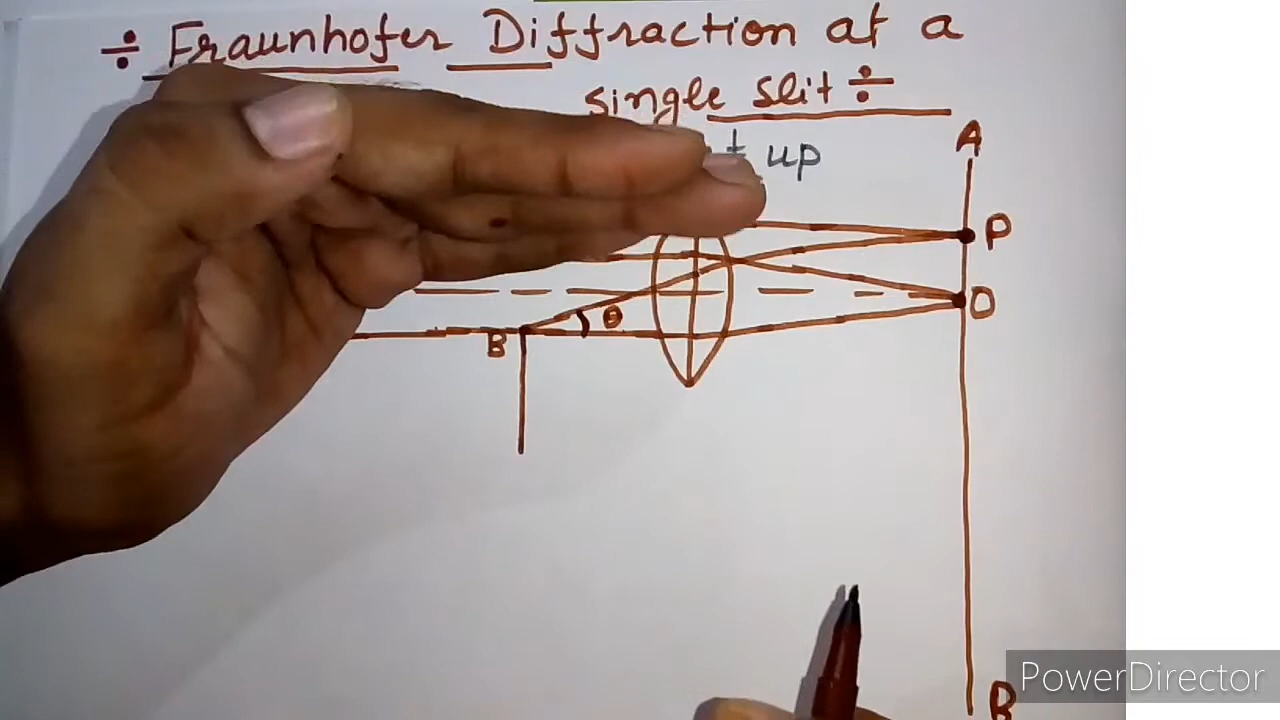 ÷ Fraunhofer Diffraction at a
single slit ÷
up
A
P
O
B
θ
B
PowerDirector